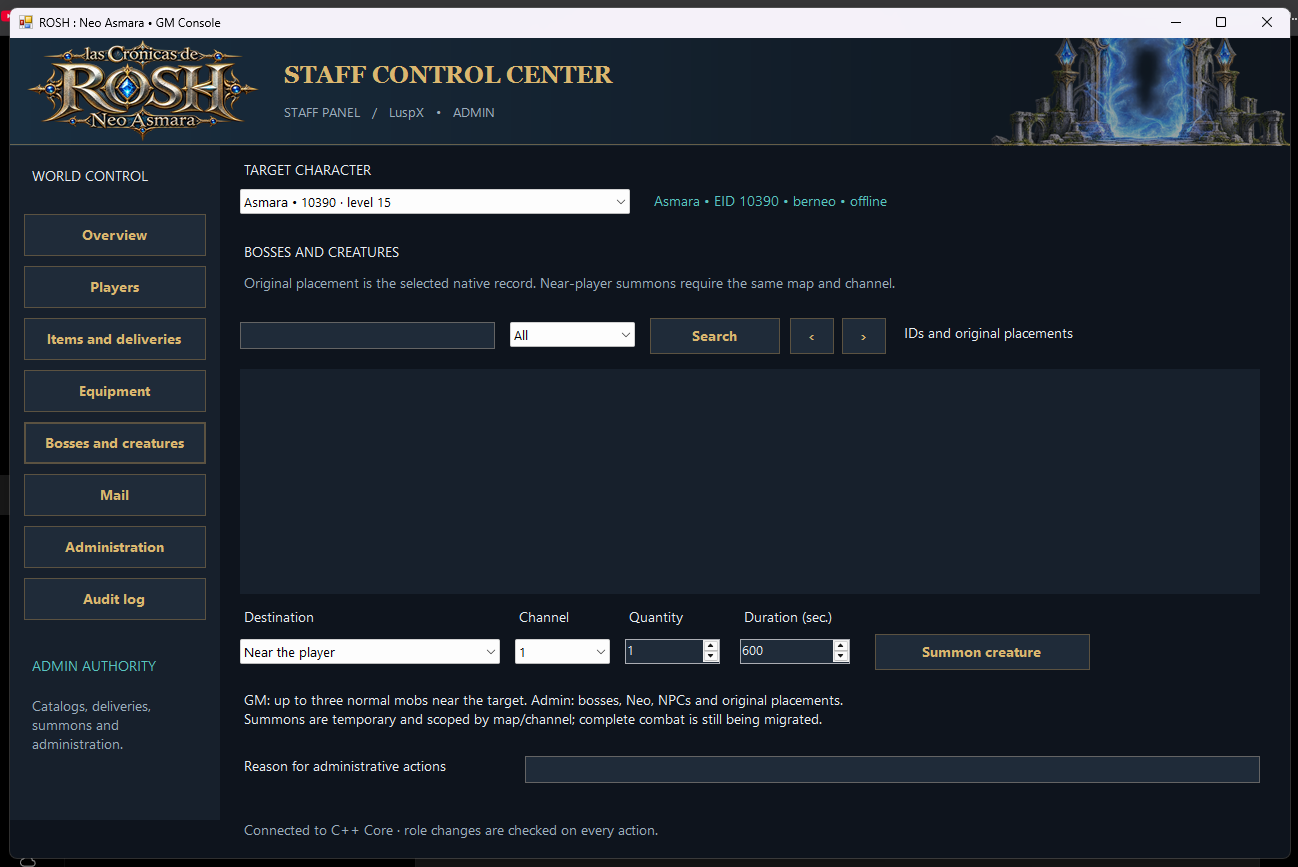 ROSH : Neo Asmara • GM Console
las Crónicas de
ROSH
Neo Asmara
STAFF CONTROL CENTER
STAFF PANEL / LuspX • ADMIN
WORLD CONTROL
Overview
Players
Items and deliveries
Equipment
Bosses and creatures
Mail
Administration
Audit log
ADMIN AUTHORITY
Catalogs, deliveries,
summons and
administration.
TARGET CHARACTER
Asmara • 10390 · level 15
Asmara • EID 10390 • berneo • offline
BOSSES AND CREATURES
Original placement is the selected native record. Near-player summons require the same map and channel.
All
Search
<
>
IDs and original placements
Destination
Channel
Quantity
Duration (sec.)
Near the player
1
1
600
Summon creature
GM: up to three normal mobs near the target. Admin: bosses, Neo, NPCs and original placements.
Summons are temporary and scoped by map/channel; complete combat is still being migrated.
Reason for administrative actions
Connected to C++ Core · role changes are checked on every action.